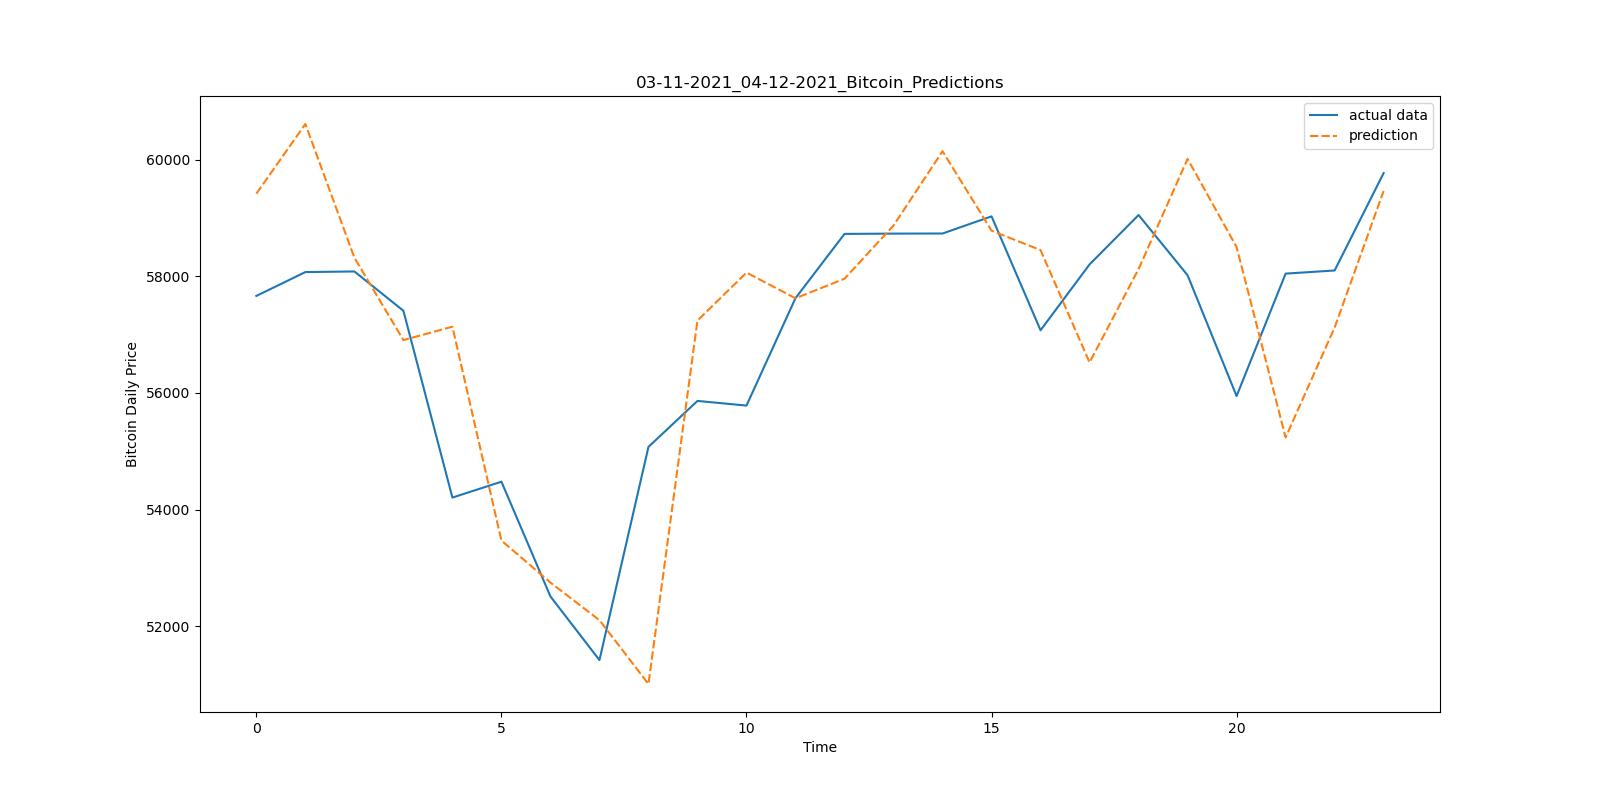 03-11-2021_04-12-2021_Bitcoin_Predictions
actual data
prediction
60000
58000
56000
54000
52000
Bitcoin Daily Price
0 5 10 15 20
Time